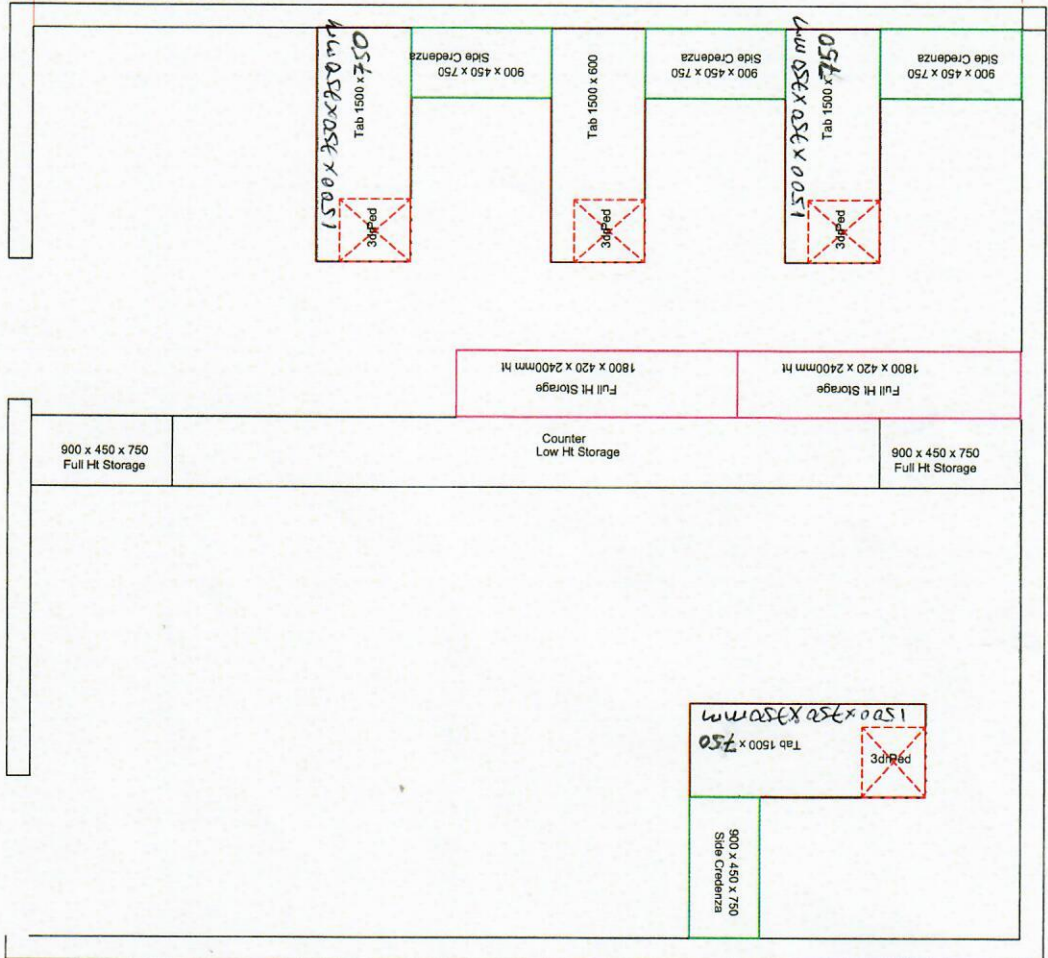 1500 x 750 x 750 mm
750
Tab 1500 x
3drPed
900 x 450 x 750
Side Credenza
Tab 1500 x 600
3drPed
900 x 450 x 750
Side Credenza
1500 x 750 x 750 mm
750
Tab 1500 x
3drPed
900 x 450 x 750
Side Credenza
Full Ht Storage
1800 x 420 x 2400mm ht
Full Ht Storage
1800 x 420 x 2400mm ht
900 x 450 x 750
Full Ht Storage
Counter
Low Ht Storage
900 x 450 x 750
Full Ht Storage
1500 x 750 x 750 mm
Tab 1500 x 750
3drPed
900 x 450 x 750
Side Credenza